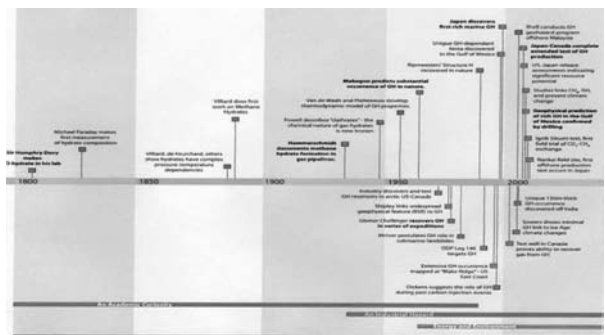 Japan discovers
first rich marine GH
Shell conducts GH
geohazard program
offshore Malaysia
Unique GH-dependent
fauna discovered
in the Gulf of Mexico
Japan-Canada complete
extended test of GH
production
Ripmeesters' Structure H
recovered in nature
US, Japan release
assessments indicating
significant resource
potential
Makogon predicts substantial
occurrence of GH in nature.
Studies links CO₂, GH,
and present climate
change
Van de Waals and Platteeuw develop
thermodynamic model of GH properties.
Villard does first
work on Methane
Hydrates
Geophysical prediction
of rich GH in the Gulf
of Mexico confirmed
by drilling
Powell describes "clathrates" - the
chemical nature of gas hydrates
is now known
Michael Faraday makes
first measurement
of hydrate composition
Ignik Sikumi test, first
field trial of CO₂-CH₄
exchange
Sir Humphry Davy
makes
hydrate in his lab
Villard, de Forcrand, others
show hydrates have complex
pressure temperature
dependencies
Hammerschmidt
documents methane
hydrate formation in
gas pipelines.
Nankai field site, first
offshore production
test occurs in Japan
1800
1850
1900
1950
2000
Industry discovers and test
GH reservoirs in arctic US-Canada
Shipley links widespread
geophysical feature (BSR) to GH
Glomar Challenger recovers GH
in series of expeditions
McIver postulates GH role in
submarine landslides
ODP Leg 146
targets GH
Extensive GH occurrence
mapped at "Blake Ridge" - US
East Coast
Dickens suggests the role of GH
during past carbon injection events
Unique 130m-thick
GH occurrence
discovered off India
Sowers shows minimal
GH link to Ice Age
climate changes
Test well in Canada
proves ability to recover
gas from GH
An Academic Curiosity
An Industrial Hazard
Energy and Environment